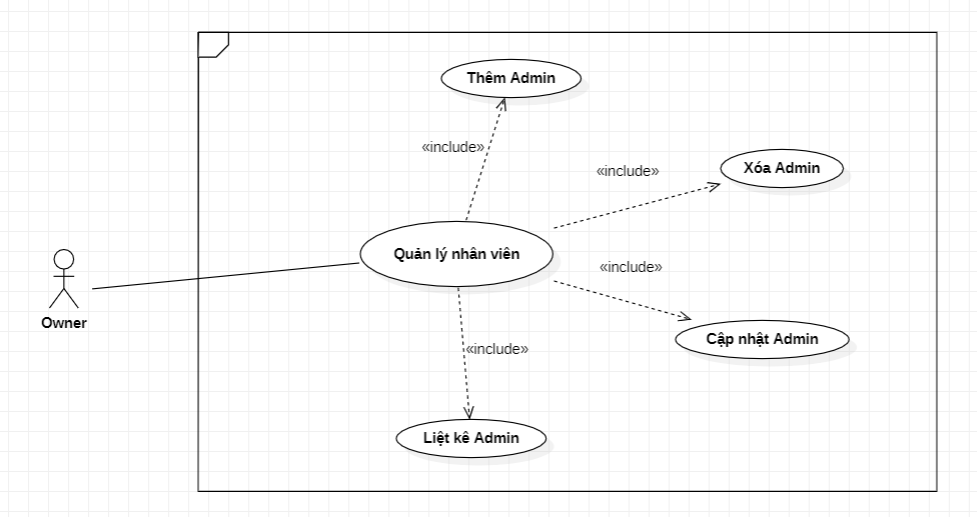 Thêm Admin
«include»
Xóa Admin
«include»
Quản lý nhân viên
«include»
Owner
Cập nhật Admin
«include»
Liệt kê Admin